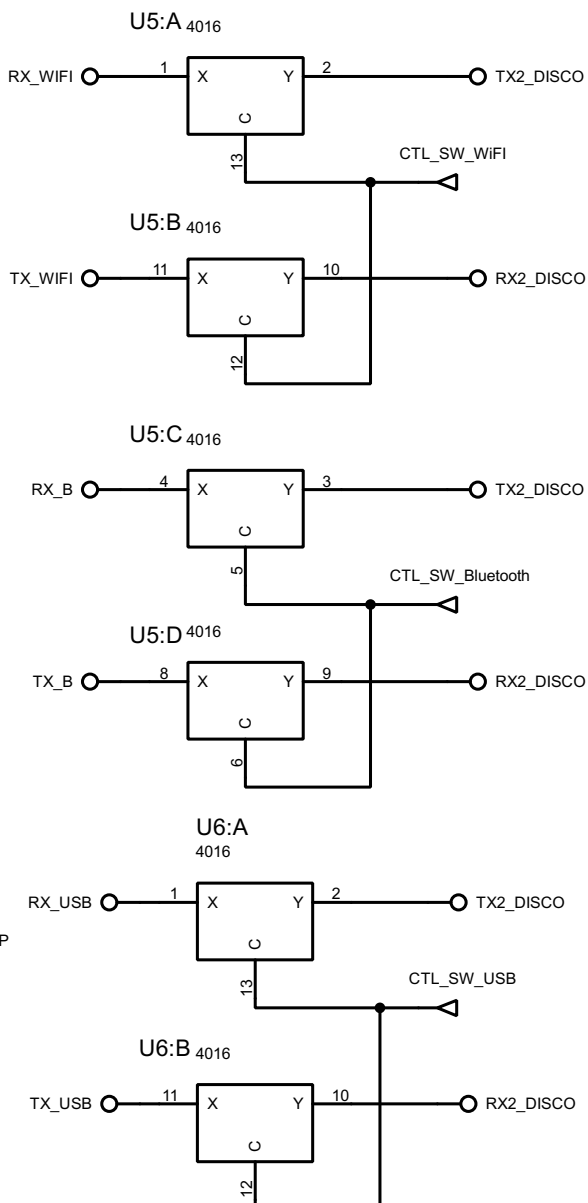 U5:A 4016
RX_WIFI 1 X Y 2 TX2_DISCO
C
13
CTL_SW_WiFI
U5:B 4016
TX_WIFI 11 X Y 10 RX2_DISCO
C
12
U5:C 4016
RX_B 4 X Y 3 TX2_DISCO
C
5
CTL_SW_Bluetooth
U5:D 4016
TX_B 8 X Y 9 RX2_DISCO
C
6
U6:A
4016
RX_USB 1 X Y 2 TX2_DISCO
P
C
13
CTL_SW_USB
U6:B 4016
TX_USB 11 X Y 10 RX2_DISCO
C
12